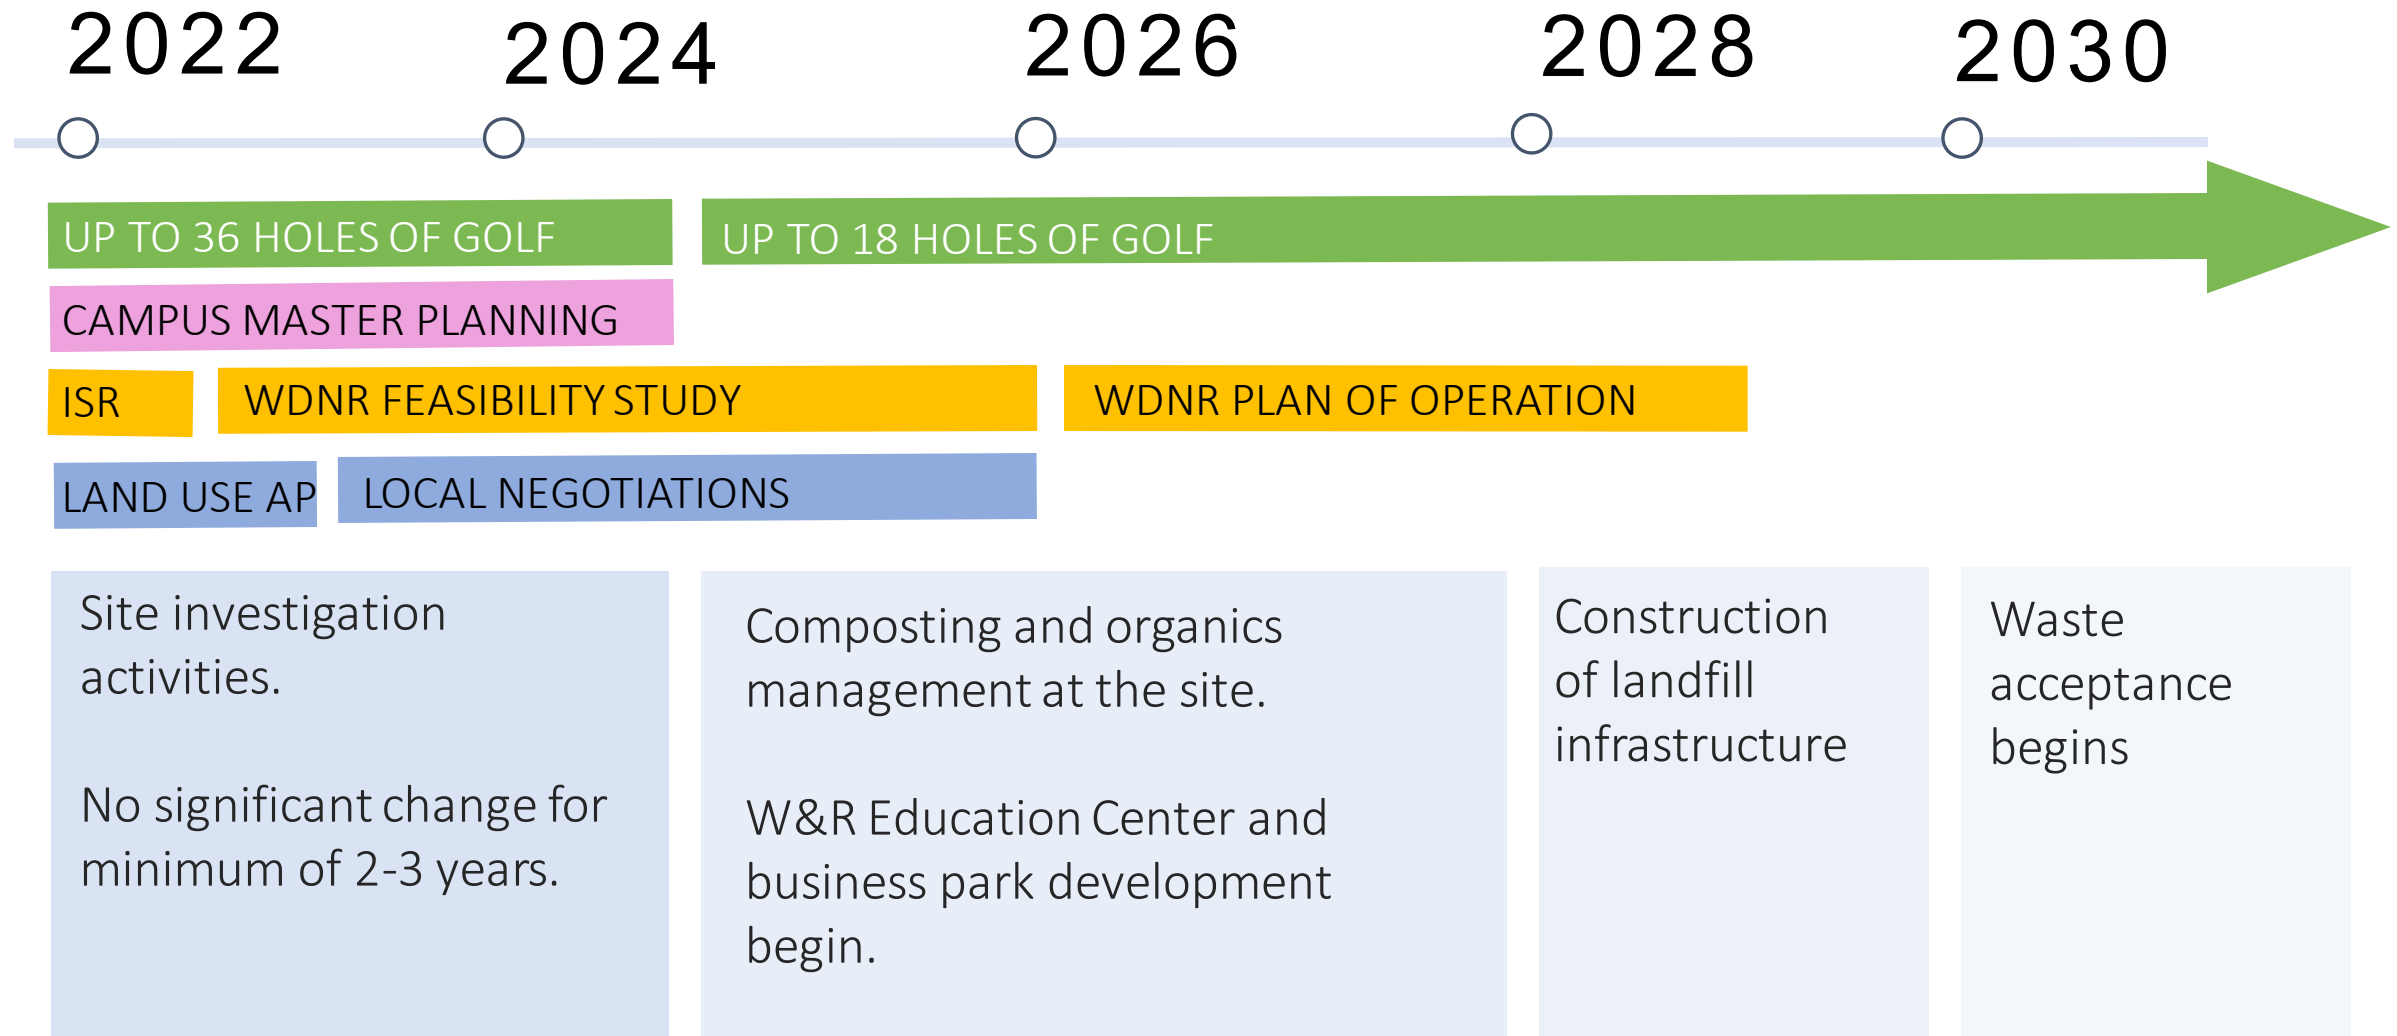 2022
2024
2026
2028
2030
UP TO 36 HOLES OF GOLF
UP TO 18 HOLES OF GOLF
CAMPUS MASTER PLANNING
ISR
WDNR FEASIBILITY STUDY
WDNR PLAN OF OPERATION
LAND USE AP
LOCAL NEGOTIATIONS
Site investigation
activities.
No significant change for
minimum of 2-3 years.
Composting and organics
management at the site.
W&R Education Center and
business park development
begin.
Construction
of landfill
infrastructure
Waste
acceptance
begins